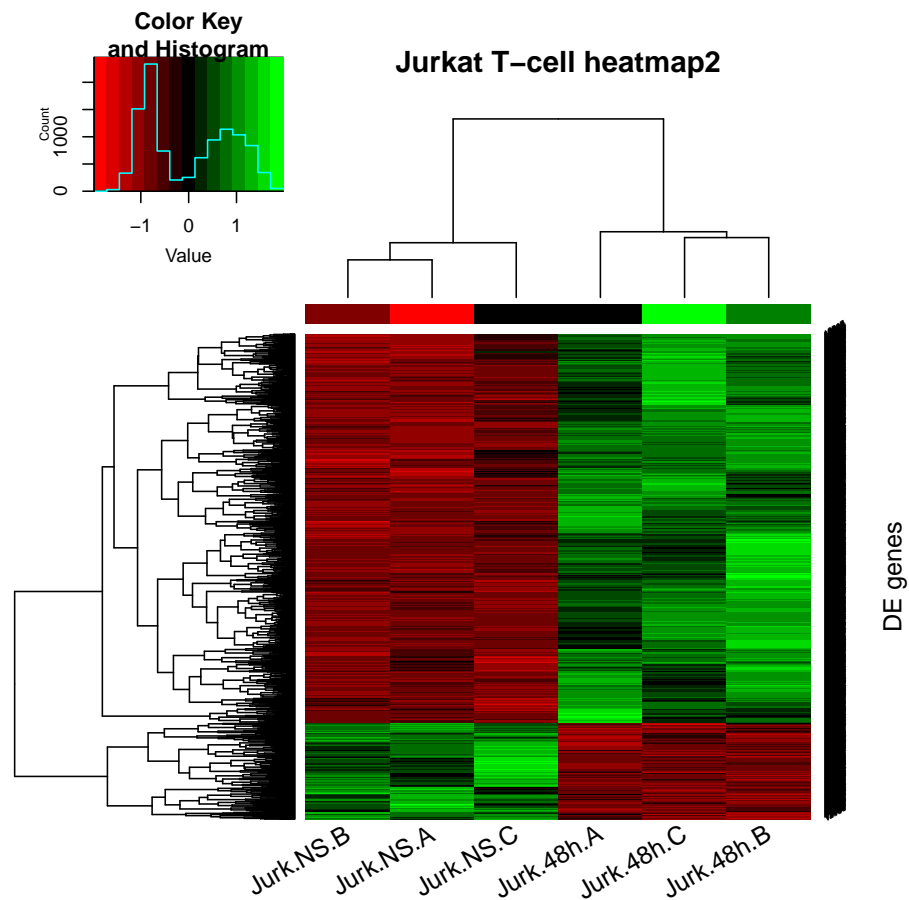 Color Key
and Histogram
Jurkat T−cell heatmap2
Count
0
1000
−1
0
1
Value
DE genes
Jurk.NS.B
Jurk.NS.A
Jurk.NS.C
Jurk.48h.A
Jurk.48h.C
Jurk.48h.B